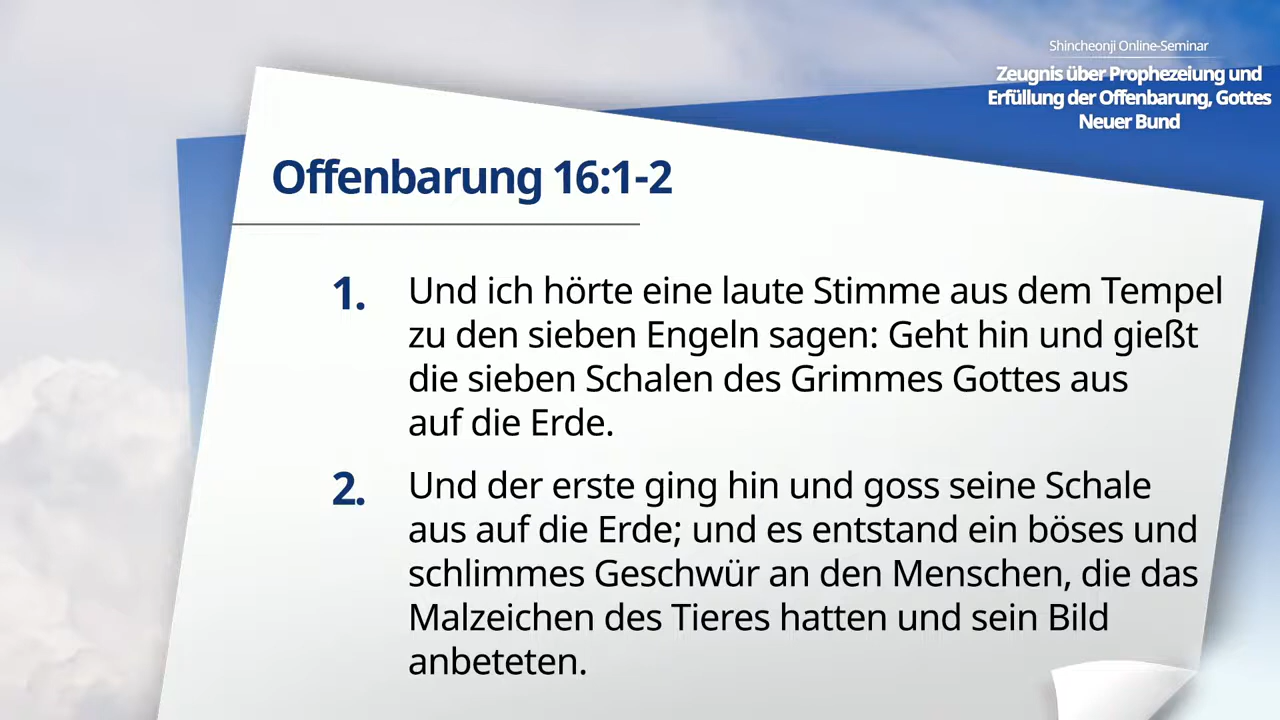 Shincheonji Online-Seminar
Zeugnis über Prophezeiung und
Erfüllung der Offenbarung, Gottes
Neuer Bund
Offenbarung 16:1-2
1. Und ich hörte eine laute Stimme aus dem Tempel
zu den sieben Engeln sagen: Geht hin und gießt
die sieben Schalen des Grimmes Gottes aus
auf die Erde.
2. Und der erste ging hin und goss seine Schale
aus auf die Erde; und es entstand ein böses und
schlimmes Geschwür an den Menschen, die das
Malzeichen des Tieres hatten und sein Bild
anbeteten.